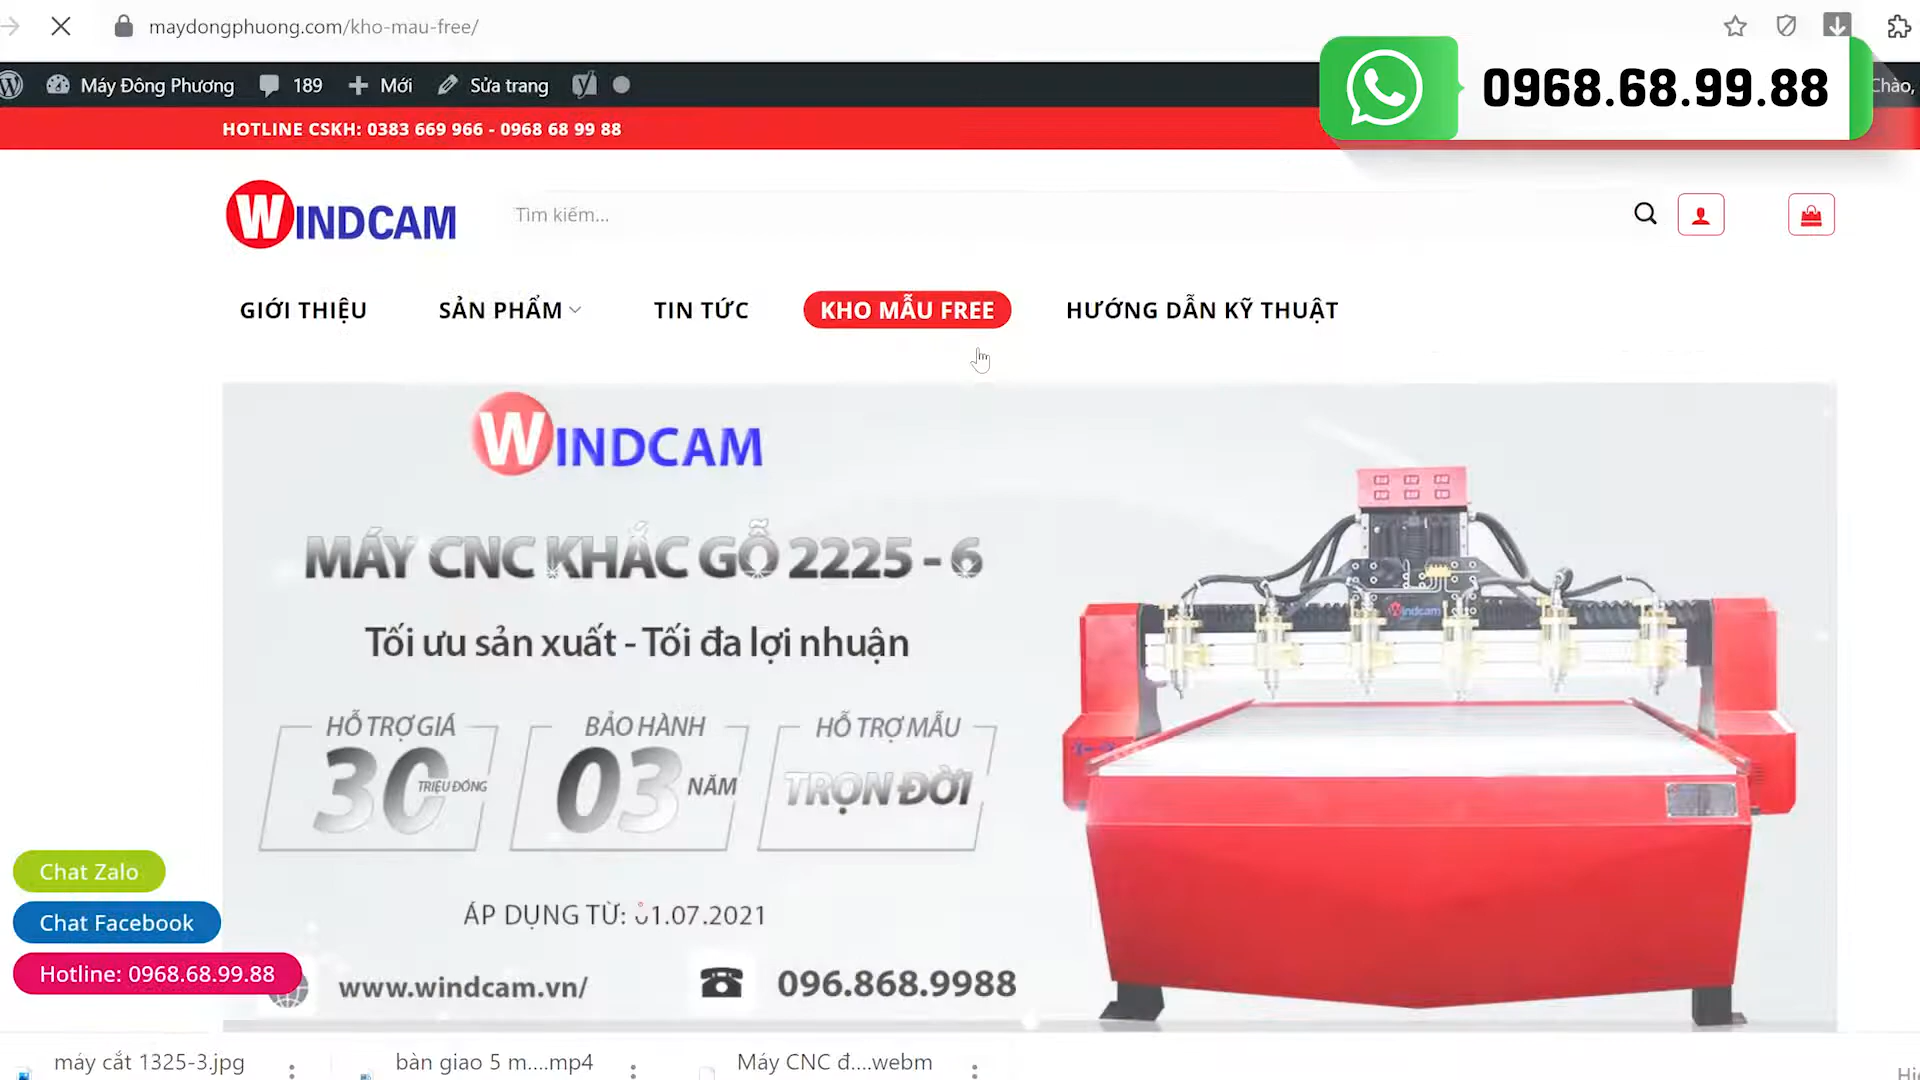 maydongphuong.com/kho-mau-free/
Máy Đông Phương 189 Mới Sửa trang Chào,
0968.68.99.88
HOTLINE CSKH: 0383 669 966 - 0968 68 99 88
WINDCAM Tìm kiếm...
GIỚI THIỆU SẢN PHẨM TIN TỨC KHO MẪU FREE HƯỚNG DẪN KỸ THUẬT
WINDCAM
MÁY CNC KHẮC GỖ 2225 - 6
Tối ưu sản xuất - Tối đa lợi nhuận
HỖ TRỢ GIÁ BẢO HÀNH HỖ TRỢ MẪU
30 TRIỆU ĐỒNG 03 NĂM TRỌN ĐỜI
Windcam
ÁP DỤNG TỪ: 01.07.2021
www.windcam.vn/ 096.868.9988
Chat Zalo
Chat Facebook
Hotline: 0968.68.99.88
máy cắt 1325-3.jpg bàn giao 5 m....mp4 Máy CNC đ....webm